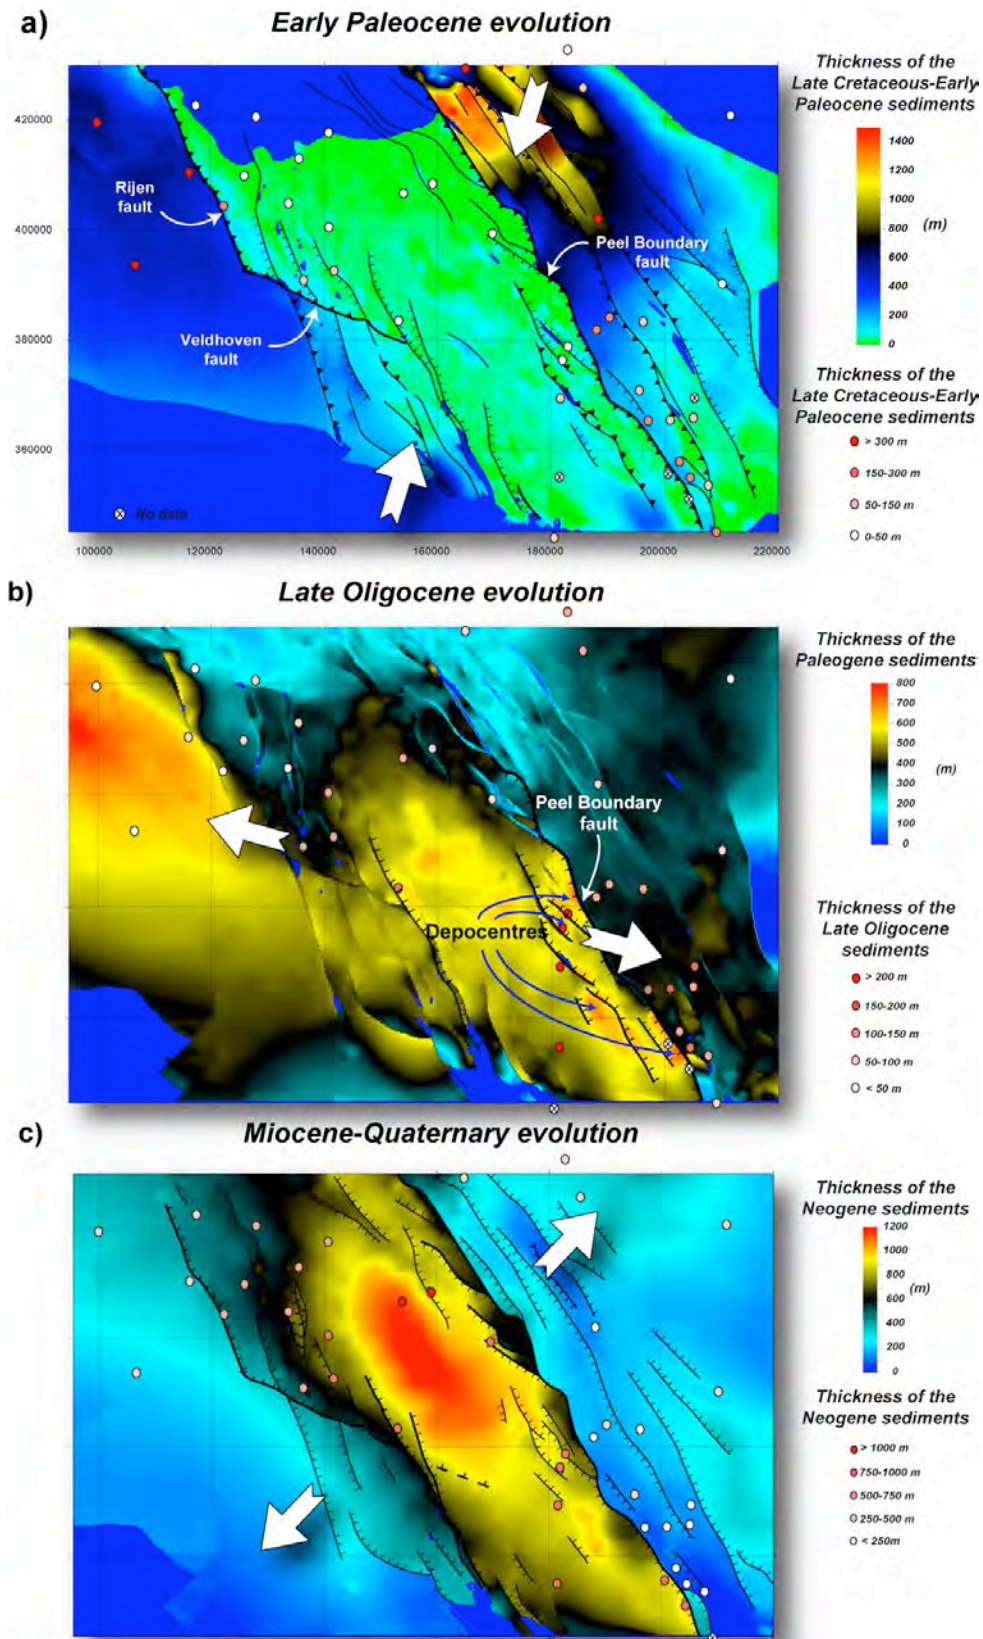 a)
Early Paleocene evolution
420000
400000
380000
360000
100000
120000
140000
160000
180000
200000
220000
Rijen
fault
Veldhoven
fault
Peel Boundary
fault
No data
Thickness of the
Late Cretaceous-Early
Paleocene sediments
1400
1200
1000
800
600
400
200
0
(m)
Thickness of the
Late Cretaceous-Early
Paleocene sediments
> 300 m
150-300 m
50-150 m
0-50 m
b)
Late Oligocene evolution
Peel Boundary
fault
Depocentres
Thickness of the
Paleogene sediments
800
700
600
500
400
300
200
100
0
(m)
Thickness of the
Late Oligocene
sediments
> 200 m
150-200 m
100-150 m
50-100 m
< 50 m
c)
Miocene-Quaternary evolution
Thickness of the
Neogene sediments
1200
1000
800
600
400
200
0
(m)
Thickness of the
Neogene sediments
> 1000 m
750-1000 m
500-750 m
250-500 m
< 250m